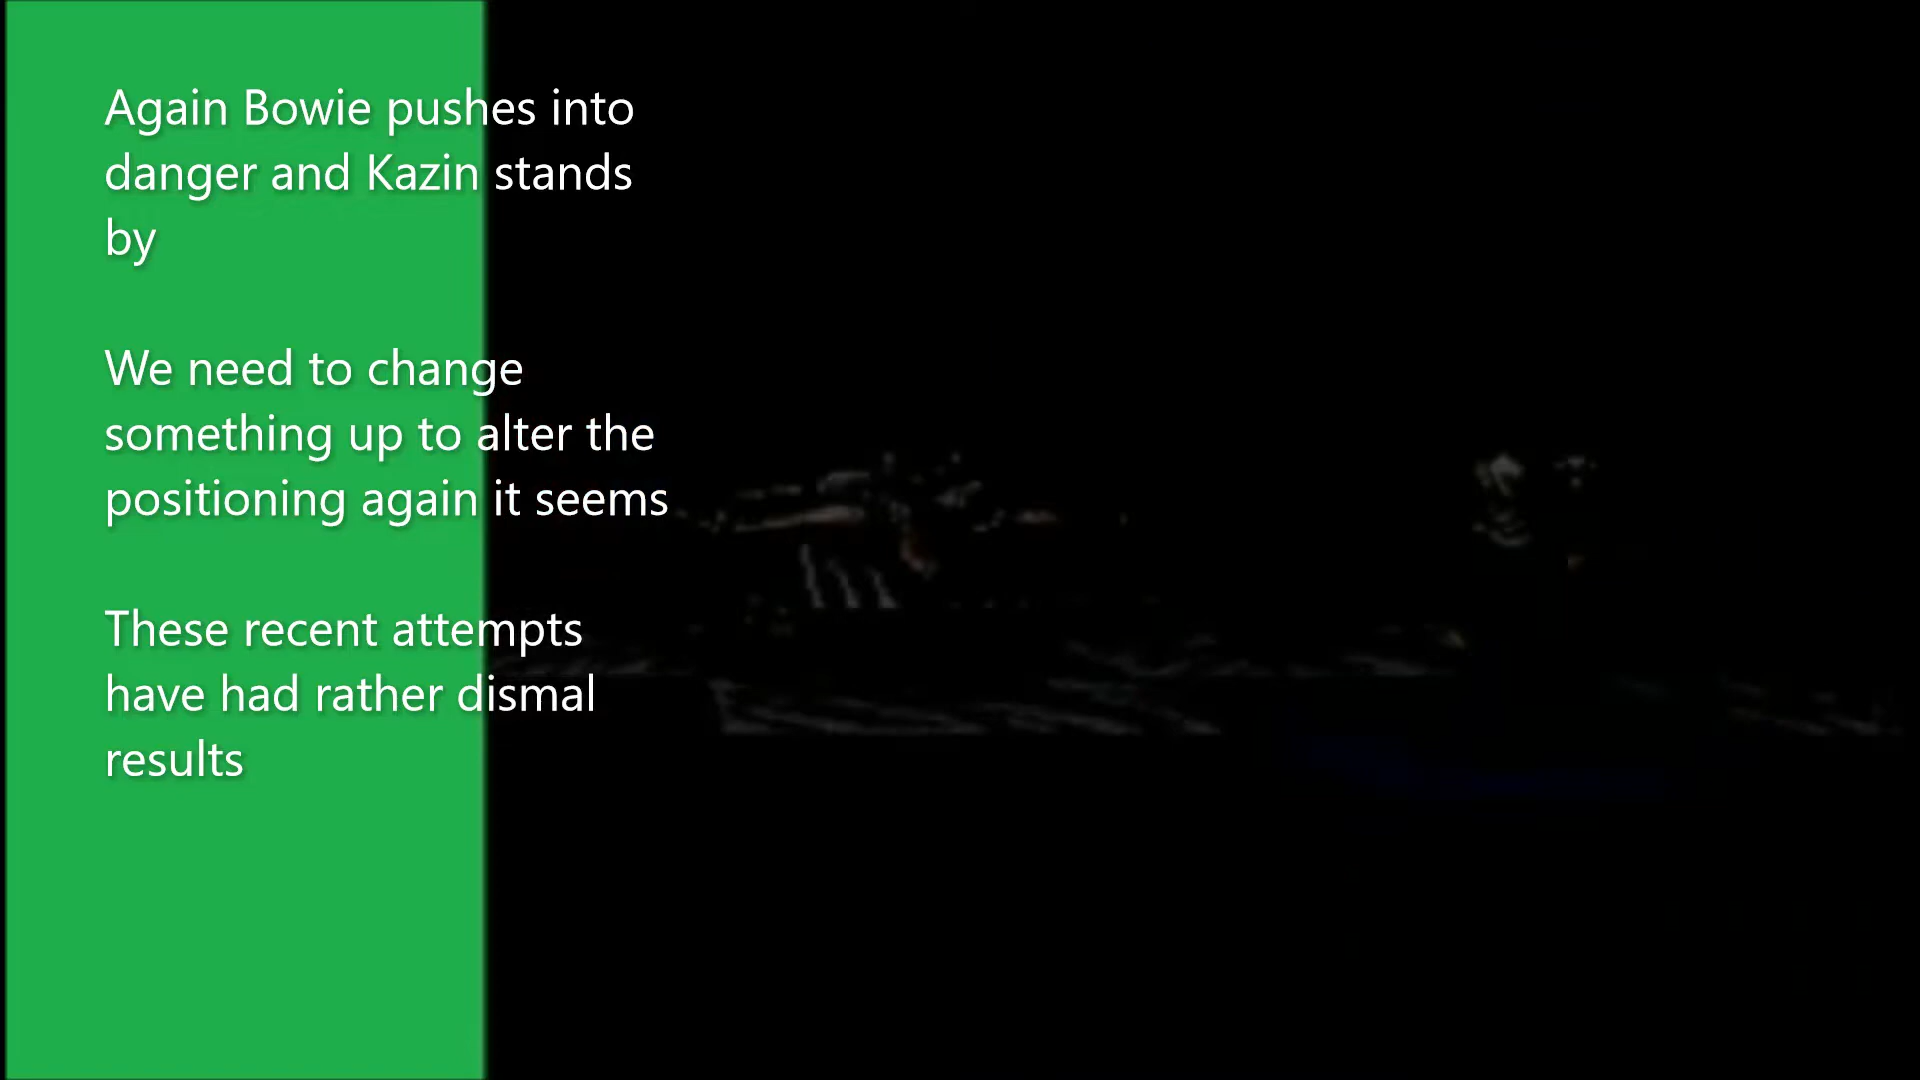 Again Bowie pushes into
danger and Kazin stands
by
We need to change
something up to alter the
positioning again it seems
These recent attempts
have had rather dismal
results